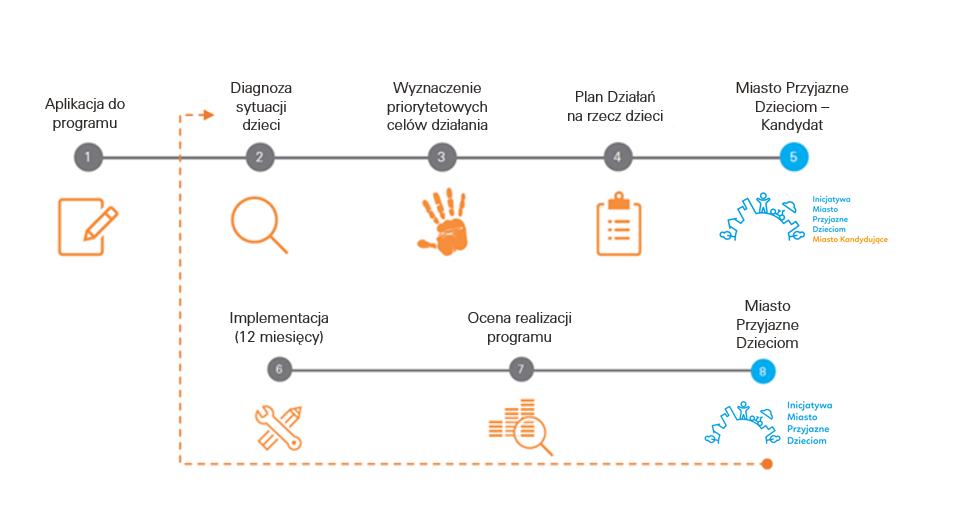 Aplikacja do
programu
Diagnoza
sytuacji
dzieci
Wyznaczenie
priorytetowych
celów działania
Plan Działań
na rzecz dzieci
Miasto Przyjazne
Dzieciom –
Kandydat
1
2
3
4
5
Inicjatywa
Miasto
Przyjazne
Dzieciom
Miasto Kandydujące
Implementacja
(12 miesięcy)
Ocena realizacji
programu
Miasto
Przyjazne
Dzieciom
6
7
8
Inicjatywa
Miasto
Przyjazne
Dzieciom